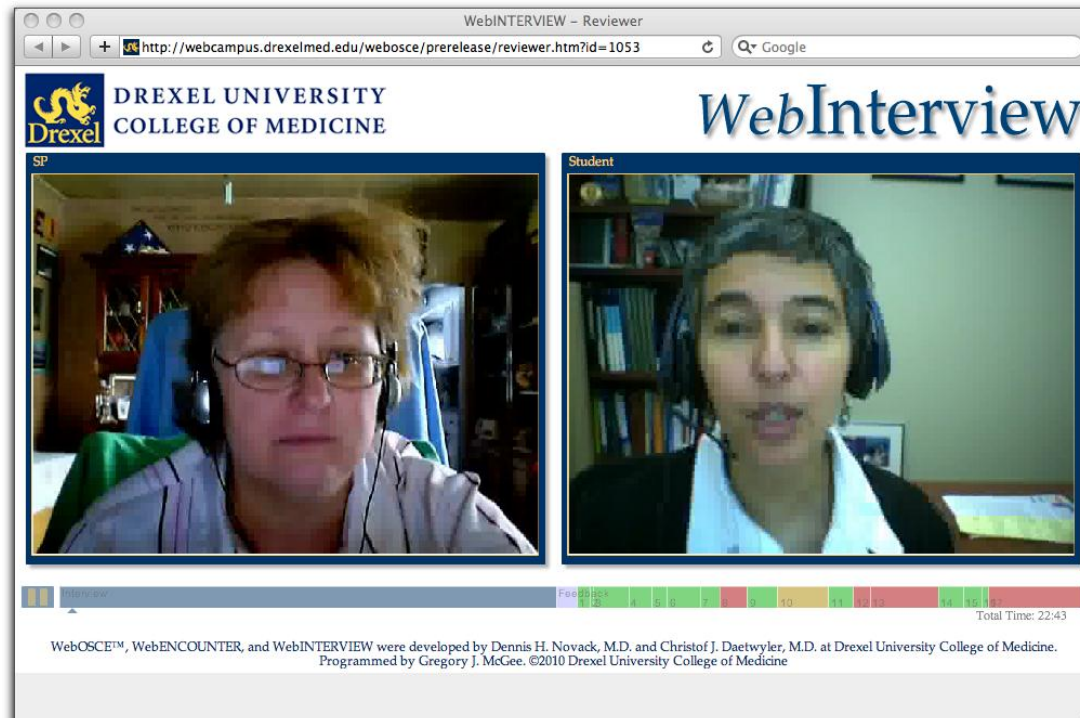 WebINTERVIEW – Reviewer
http://webcampus.drexelmed.edu/webosce/prerelease/reviewer.htm?id=1053
Google
DREXEL UNIVERSITY
COLLEGE OF MEDICINE
Drexel
WebInterview
SP
Student
Interview
Feedback
4 5 6 7 8 9 10 11 12 13 14 15
Total Time: 22:43
WebOSCE™, WebENCOUNTER, and WebINTERVIEW were developed by Dennis H. Novack, M.D. and Christof J. Daetwyler, M.D. at Drexel University College of Medicine.
Programmed by Gregory J. McGee. ©2010 Drexel University College of Medicine